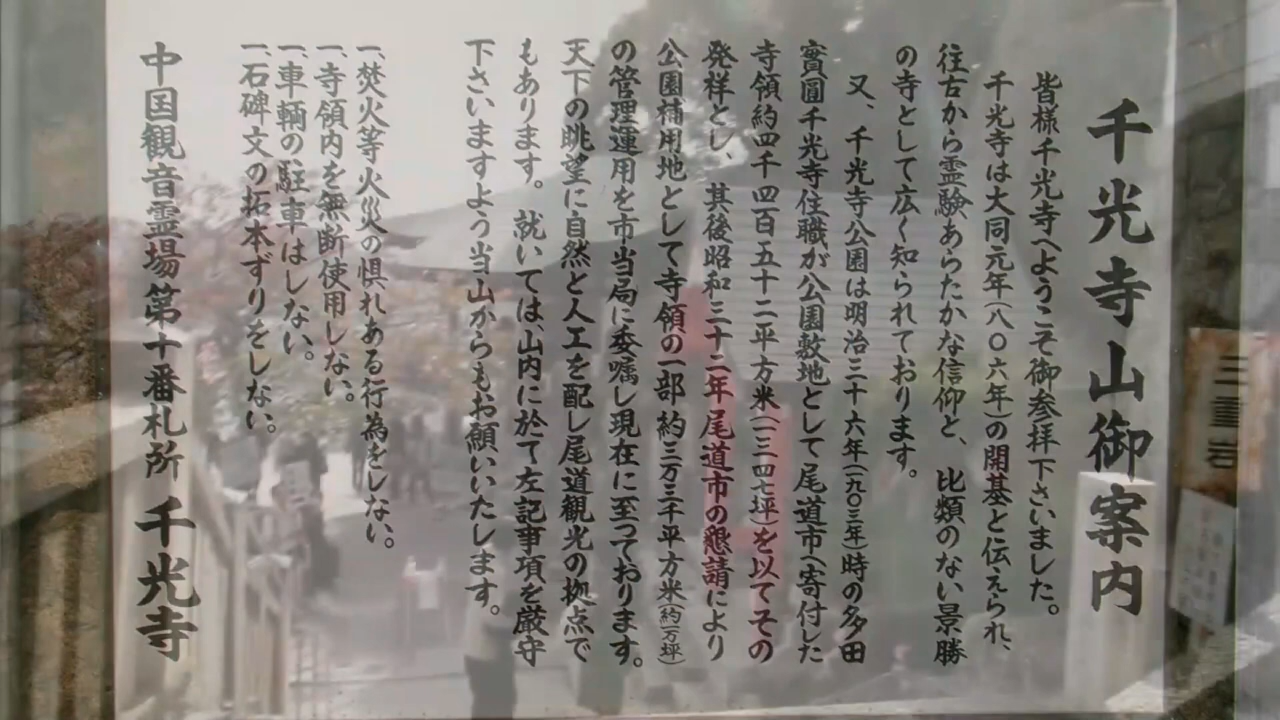 千光寺山御案内
皆様千光寺へようこそ御参拝下さいました。
千光寺は大同元年(八〇六年)の開基と伝えられ、
往古から霊験あらたかな信仰と、比類のない景勝
の寺として広く知られております。
又、千光寺公園は明治三十六年(一九〇三年)時の多田
實圓千光寺住職が公園敷地として尾道市へ寄付した
寺領約四千四百五十二平方米(一三四七坪)を以てその
発祥とし、其後昭和三十二年尾道市の懇請により
公園補用地として寺領の一部約三万三千平方米(約一万坪)
の管理運用を市当局に委嘱し現在に至っております。
天下の眺望に自然と人工を配し尾道観光の拠点で
もあります。就いては、山内に於て左記事項を厳守
下さいますよう当山からもお願いいたします。
一、焚火等火災の惧れある行為をしない。
一、寺領内を無断使用しない。
一、車輌の駐車はしない。
一、石碑文の拓本ずりをしない。
中国観音霊場第十番札所 千光寺
三重岩